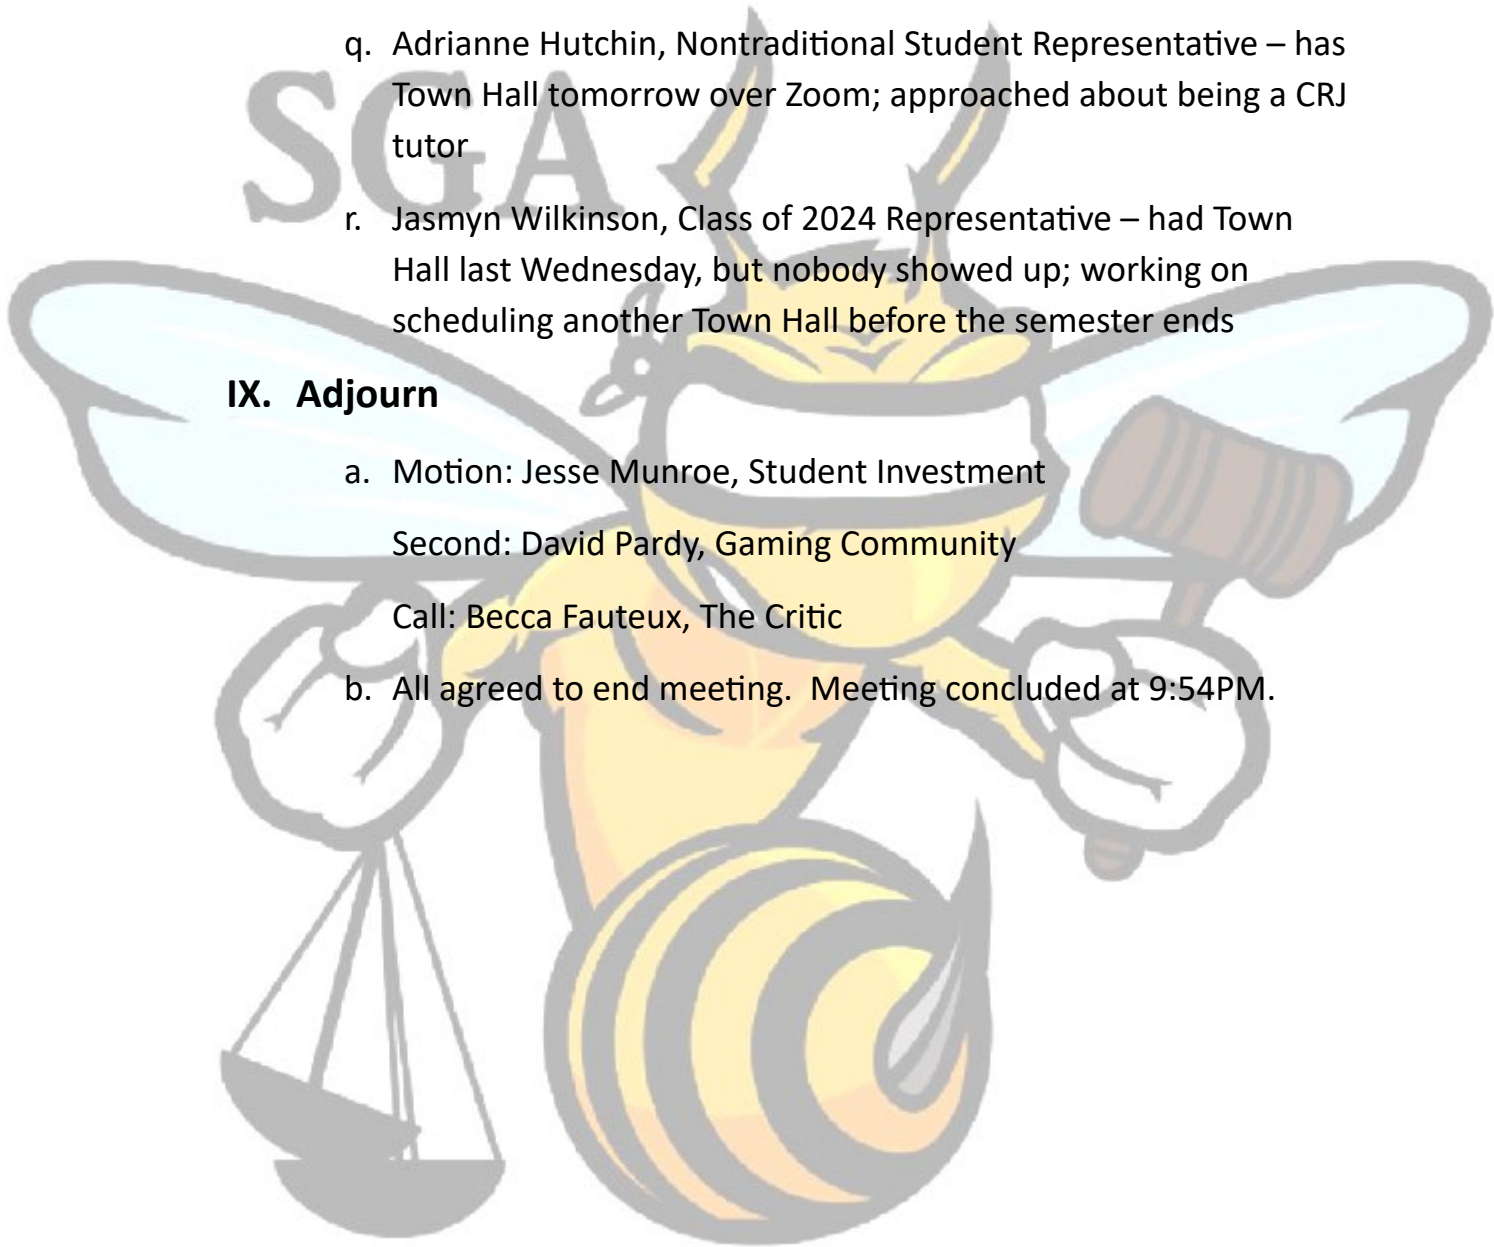 q. Adrianne Hutchin, Nontraditional Student Representative – has
Town Hall tomorrow over Zoom; approached about being a CRJ
tutor
SGA
r. Jasmyn Wilkinson, Class of 2024 Representative – had Town
Hall last Wednesday, but nobody showed up; working on
scheduling another Town Hall before the semester ends
IX. Adjourn
a. Motion: Jesse Munroe, Student Investment
Second: David Pardy, Gaming Community
Call: Becca Fauteux, The Critic
b. All agreed to end meeting.  Meeting concluded at 9:54PM.